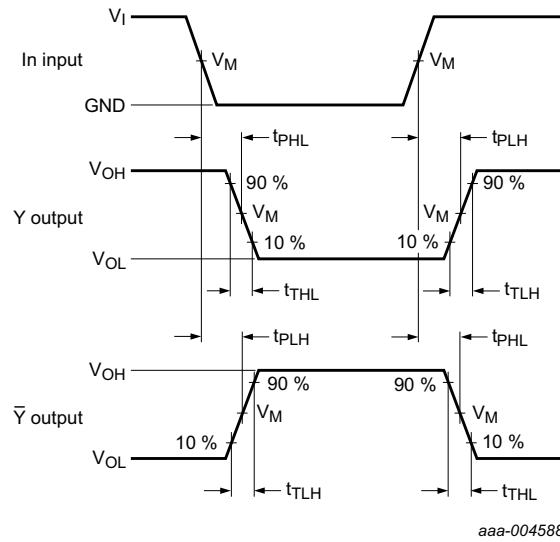 VI
In input
VM
VM
GND
tPHL
tPLH
VOH
90 %
90 %
Y output
VM
VM
10 %
10 %
VOL
tTHL
tTLH
tPLH
tPHL
VOH
90 %
90 %
Y̅ output
VM
VM
10 %
10 %
VOL
tTLH
tTHL
aaa-004588